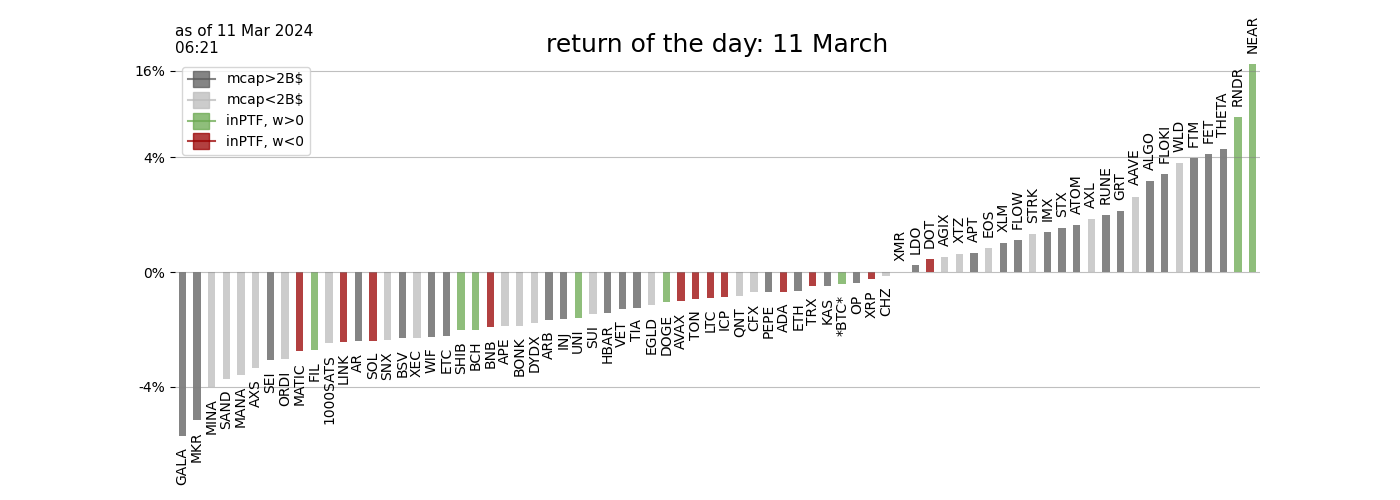 as of 11 Mar 2024
06:21
return of the day: 11 March
16%
4%
0%
-4%
mcap>2B$
mcap<2B$
inPTF, w>0
inPTF, w<0
GALA
MKR
MINA
SAND
MANA
AXS
SEI
ORDI
MATIC
FIL
1000SATS
LINK
AR
SOL
SNX
BSV
XEC
WIF
ETC
SHIB
BCH
BNB
APE
BONK
DYDX
ARB
INJ
UNI
SUI
HBAR
VET
TIA
EGLD
DOGE
AVAX
TON
LTC
ICP
QNT
CFX
PEPE
ADA
ETH
TRX
KAS
*BTC*
OP
XRP
CHZ
XMR
LDO
DOT
AGIX
XTZ
APT
EOS
XLM
FLOW
STRK
IMX
STX
ATOM
AXL
RUNE
GRT
AAVE
ALGO
FLOKI
WLD
FTM
FET
THETA
RNDR
NEAR